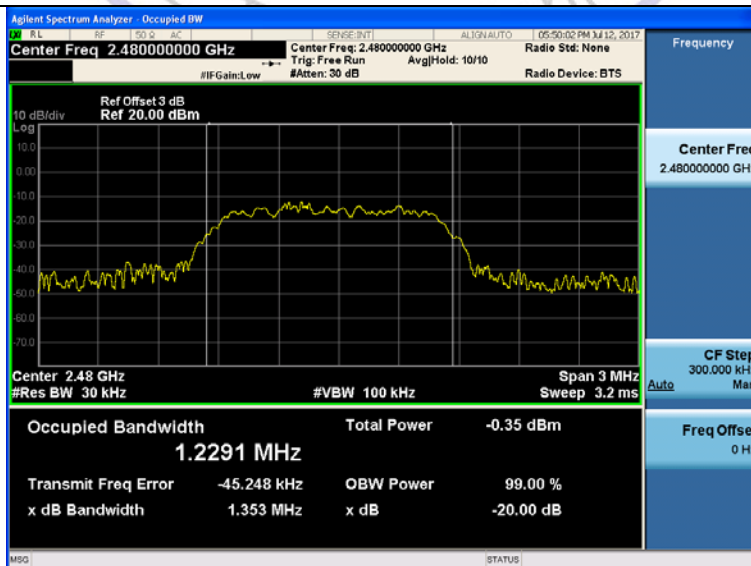 Agilent Spectrum Analyzer - Occupied BW
RL RF 50 Ω AC SENSE:INT ALIGN AUTO 05:50:02 PM Jul 12, 2017
Center Freq 2.480000000 GHz
Center Freq: 2.480000000 GHz
Radio Std: None
Trig: Free Run Avg|Hold: 10/10
#IFGain:Low
#Atten: 30 dB
Radio Device: BTS
Ref Offset 3 dB
10 dB/div Ref 20.00 dBm
Log
10.0
0.00
-10.0
-20.0
-30.0
-40.0
-50.0
-60.0
-70.0
Center 2.48 GHz Span 3 MHz
#Res BW 30 kHz #VBW 100 kHz Sweep 3.2 ms
Occupied Bandwidth Total Power -0.35 dBm
1.2291 MHz
Transmit Freq Error -45.248 kHz OBW Power 99.00 %
x dB Bandwidth 1.353 MHz x dB -20.00 dB
MSG STATUS
Frequency
Center Fre
2.480000000 GH
CF Step
300.000 kH
Auto Ma
Freq Offse
0 H